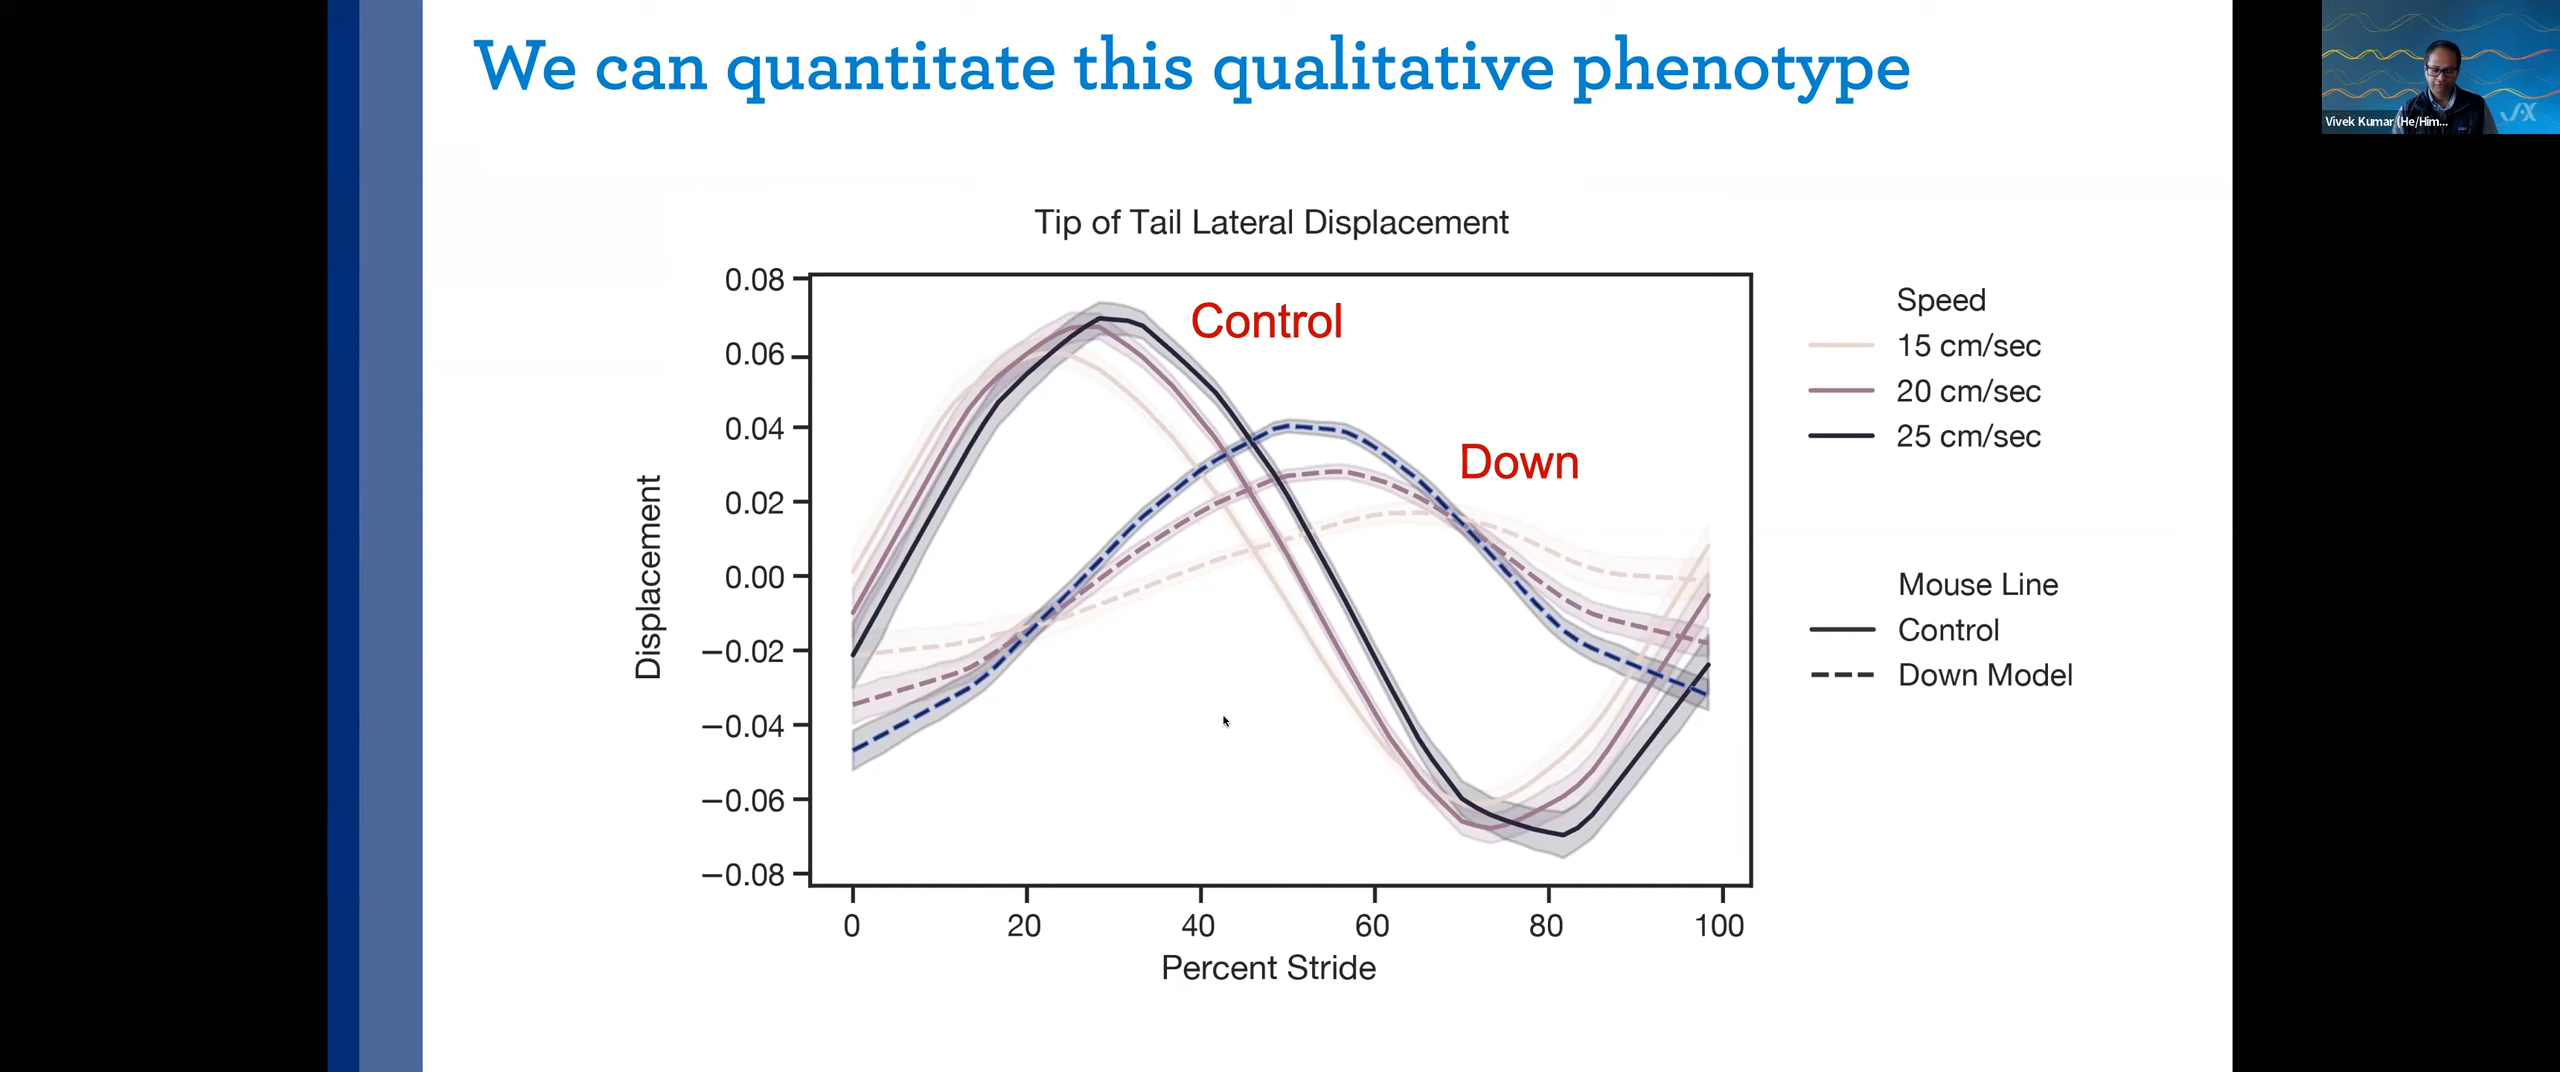 We can quantitate this qualitative phenotype
Vivek Kumar (He/Him...
JAX
Tip of Tail Lateral Displacement
Control
Down
Displacement
0.08
0.06
0.04
0.02
0.00
−0.02
−0.04
−0.06
−0.08
0 20 40 60 80 100
Percent Stride
Speed
15 cm/sec
20 cm/sec
25 cm/sec
Mouse Line
Control
Down Model